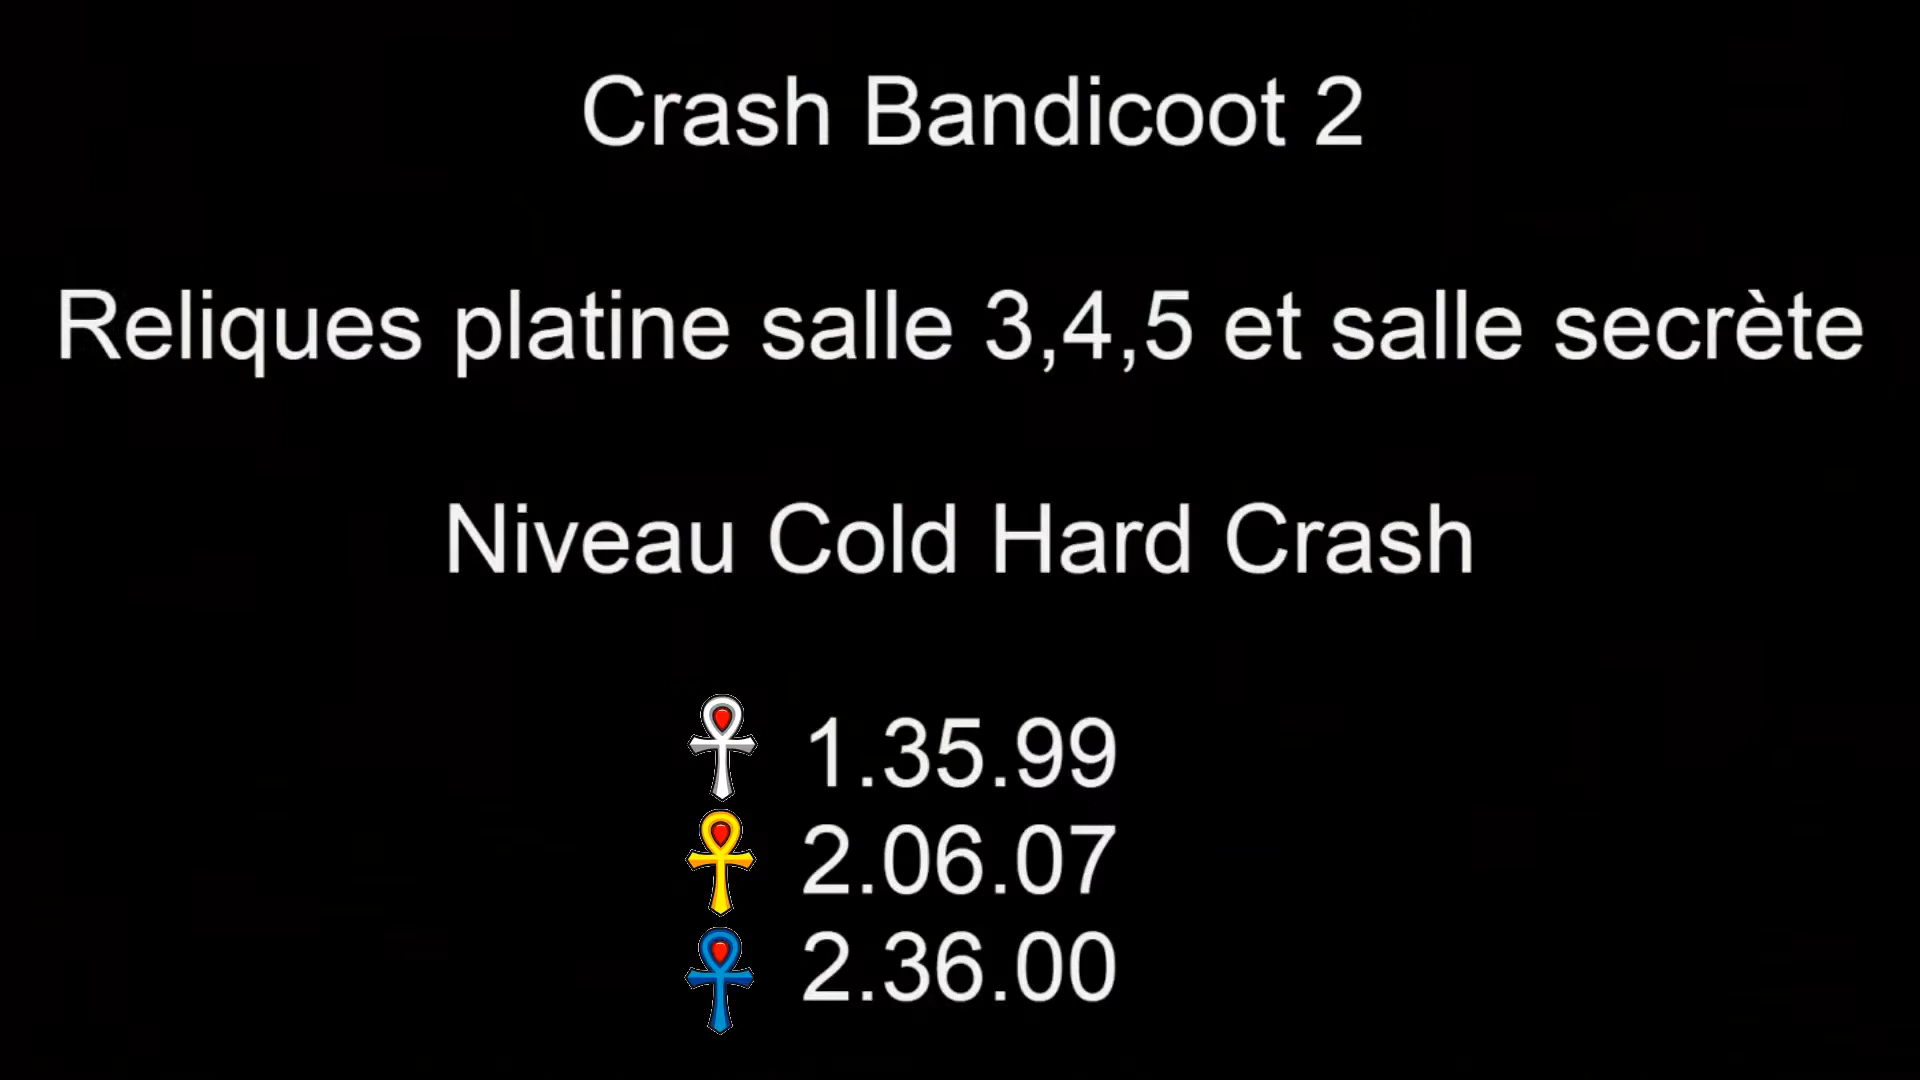 Crash Bandicoot 2
Reliques platine salle 3,4,5 et salle secrète
Niveau Cold Hard Crash
1.35.99
2.06.07
2.36.00